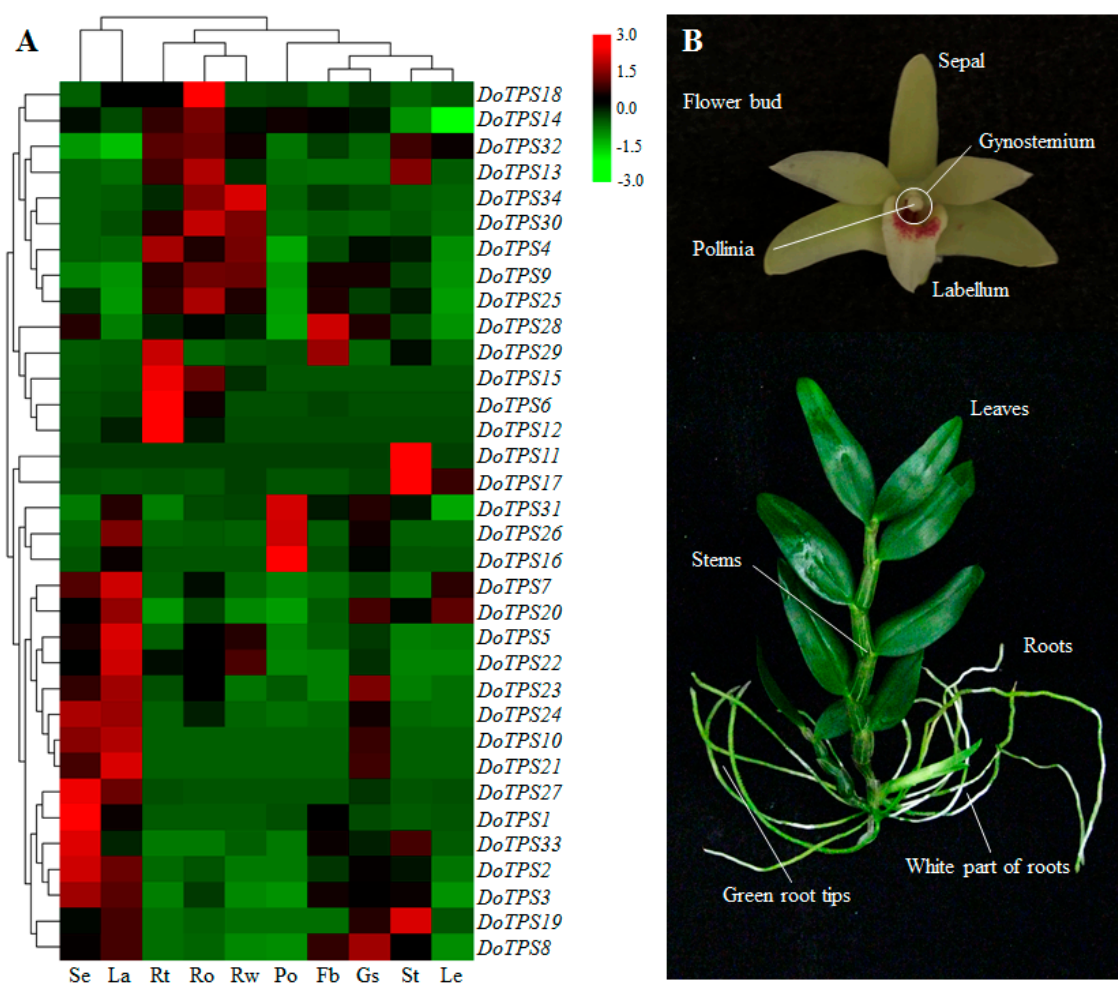 A
3.0
1.5
0.0
-1.5
-3.0
DoTPS18
DoTPS14
DoTPS32
DoTPS13
DoTPS34
DoTPS30
DoTPS4
DoTPS9
DoTPS25
DoTPS28
DoTPS29
DoTPS15
DoTPS6
DoTPS12
DoTPS11
DoTPS17
DoTPS31
DoTPS26
DoTPS16
DoTPS7
DoTPS20
DoTPS5
DoTPS22
DoTPS23
DoTPS24
DoTPS10
DoTPS21
DoTPS27
DoTPS1
DoTPS33
DoTPS2
DoTPS3
DoTPS19
DoTPS8
Se La Rt Ro Rw Po Fb Gs St Le
B
Sepal
Flower bud
Gynostemium
Pollinia
Labellum
Leaves
Stems
Roots
White part of roots
Green root tips